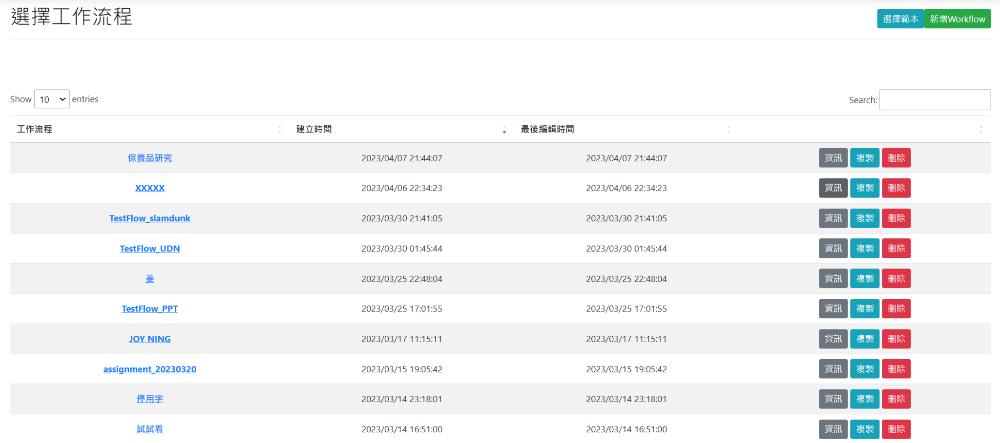 選擇工作流程
選擇範本 新增Workflow
Show 10 entries Search:
工作流程 建立時間 最後編輯時間
保養品研究 2023/04/07 21:44:07 2023/04/07 21:44:07 資訊 複製 刪除
XXXXX 2023/04/06 22:34:23 2023/04/06 22:34:23 資訊 複製 刪除
TestFlow_slamdunk 2023/03/30 21:41:05 2023/03/30 21:41:05 資訊 複製 刪除
TestFlow_UDN 2023/03/30 01:45:44 2023/03/30 01:45:44 資訊 複製 刪除
姜 2023/03/25 22:48:04 2023/03/25 22:48:04 資訊 複製 刪除
TestFlow_PPT 2023/03/25 17:01:55 2023/03/25 17:01:55 資訊 複製 刪除
JOY NING 2023/03/17 11:15:11 2023/03/17 11:15:11 資訊 複製 刪除
assignment_20230320 2023/03/15 19:05:42 2023/03/15 19:05:42 資訊 複製 刪除
停用字 2023/03/14 23:18:01 2023/03/14 23:18:01 資訊 複製 刪除
試試看 2023/03/14 16:51:00 2023/03/14 16:51:00 資訊 複製 刪除